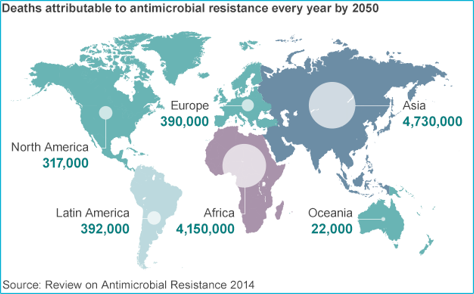 Deaths attributable to antimicrobial resistance every year by 2050
Europe
390,000
Asia
4,730,000
North America
317,000
Latin America
392,000
Africa
4,150,000
Oceania
22,000
Source: Review on Antimicrobial Resistance 2014